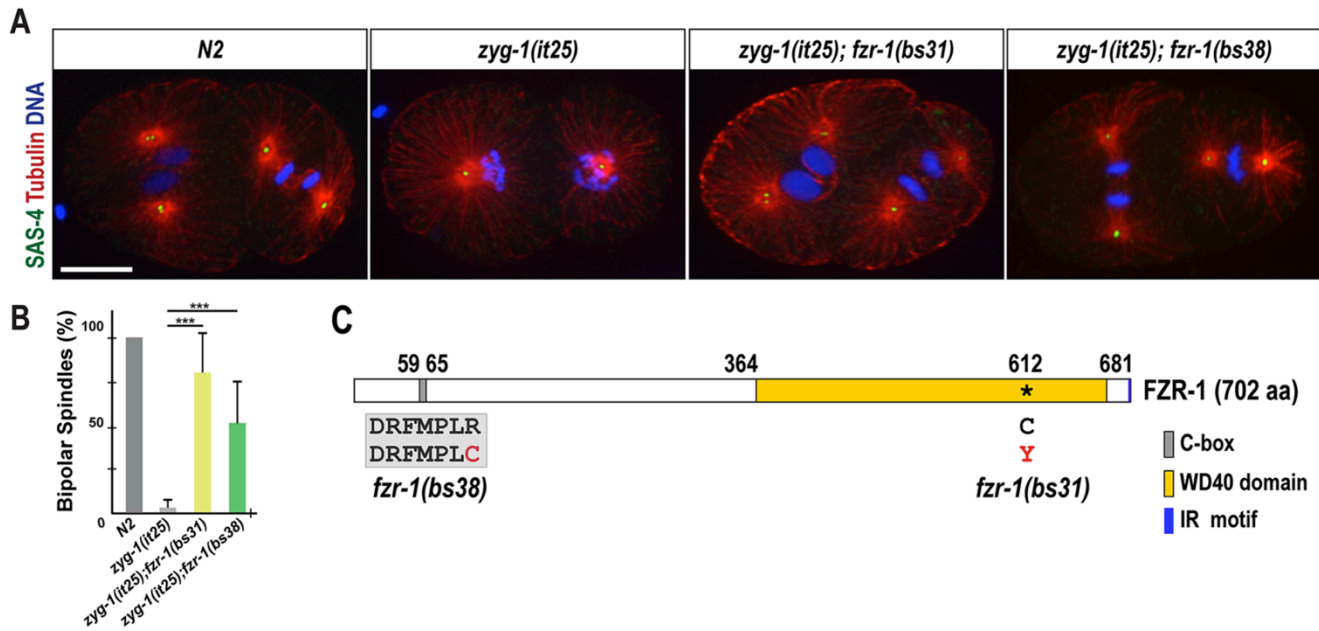 A
N2
zyg-1(it25)
zyg-1(it25); fzr-1(bs31)
zyg-1(it25); fzr-1(bs38)
SAS-4 Tubulin DNA
B
Bipolar Spindles (%)
100
50
0
***
***
N2
zyg-1(it25)
zyg-1(it25);fzr-1(bs31)
zyg-1(it25);fzr-1(bs38)
C
59 65 364 612 681
*
FZR-1 (702 aa)
DRFMPLR
DRFMPLC
fzr-1(bs38)
C
Y
fzr-1(bs31)
C-box
WD40 domain
IR motif